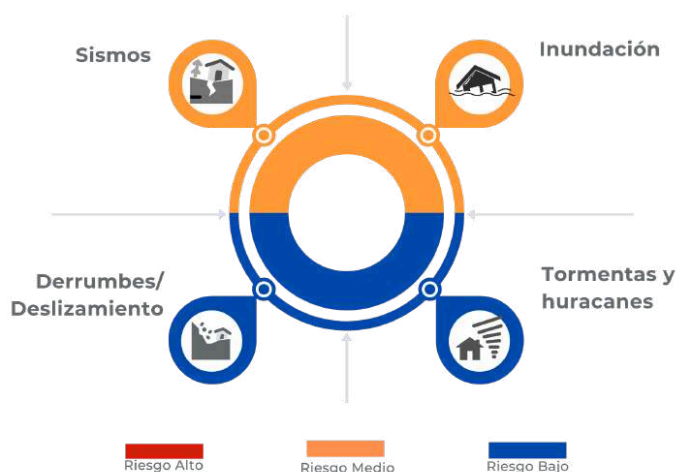 Sismos
Inundación
Derrumbes/
Deslizamiento
Tormentas y
huracanes
Riesgo Alto
Riesgo Medio
Riesgo Bajo